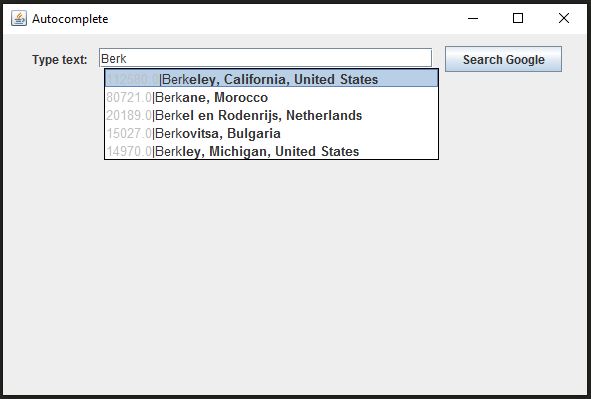 Autocomplete
Type text: Berk Search Google
112580.0|Berkeley, California, United States
80721.0|Berkane, Morocco
20189.0|Berkel en Rodenrijs, Netherlands
15027.0|Berkovitsa, Bulgaria
14970.0|Berkley, Michigan, United States